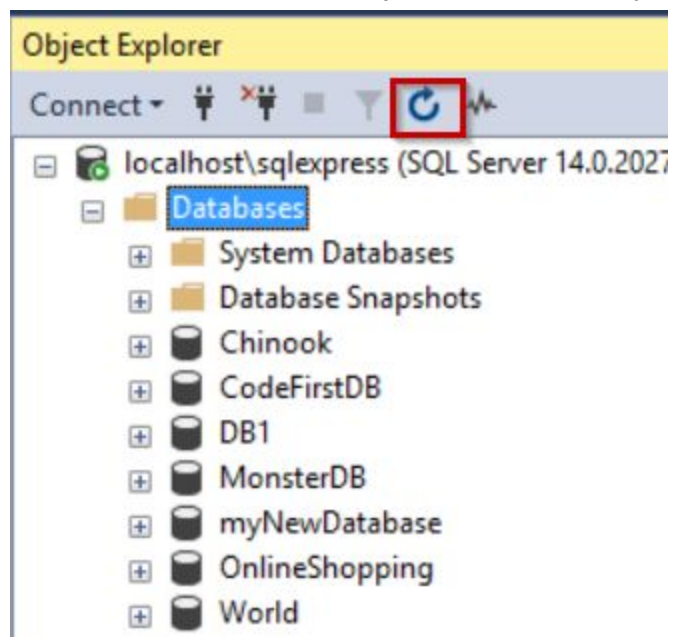 Object Explorer
Connect
localhost\sqlexpress (SQL Server 14.0.2027
Databases
System Databases
Database Snapshots
Chinook
CodeFirstDB
DB1
MonsterDB
myNewDatabase
OnlineShopping
World